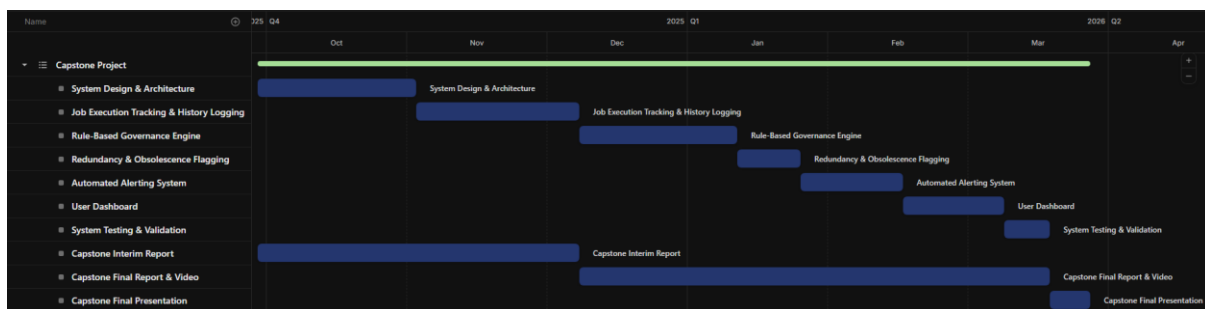 Name 025 Q4 2025 Q1 2026 Q2
Oct Nov Dec Jan Feb Mar Apr
Capstone Project
System Design & Architecture System Design & Architecture
Job Execution Tracking & History Logging Job Execution Tracking & History Logging
Rule-Based Governance Engine Rule-Based Governance Engine
Redundancy & Obsolescence Flagging Redundancy & Obsolescence Flagging
Automated Alerting System Automated Alerting System
User Dashboard User Dashboard
System Testing & Validation System Testing & Validation
Capstone Interim Report Capstone Interim Report
Capstone Final Report & Video Capstone Final Report & Video
Capstone Final Presentation Capstone Final Presentation